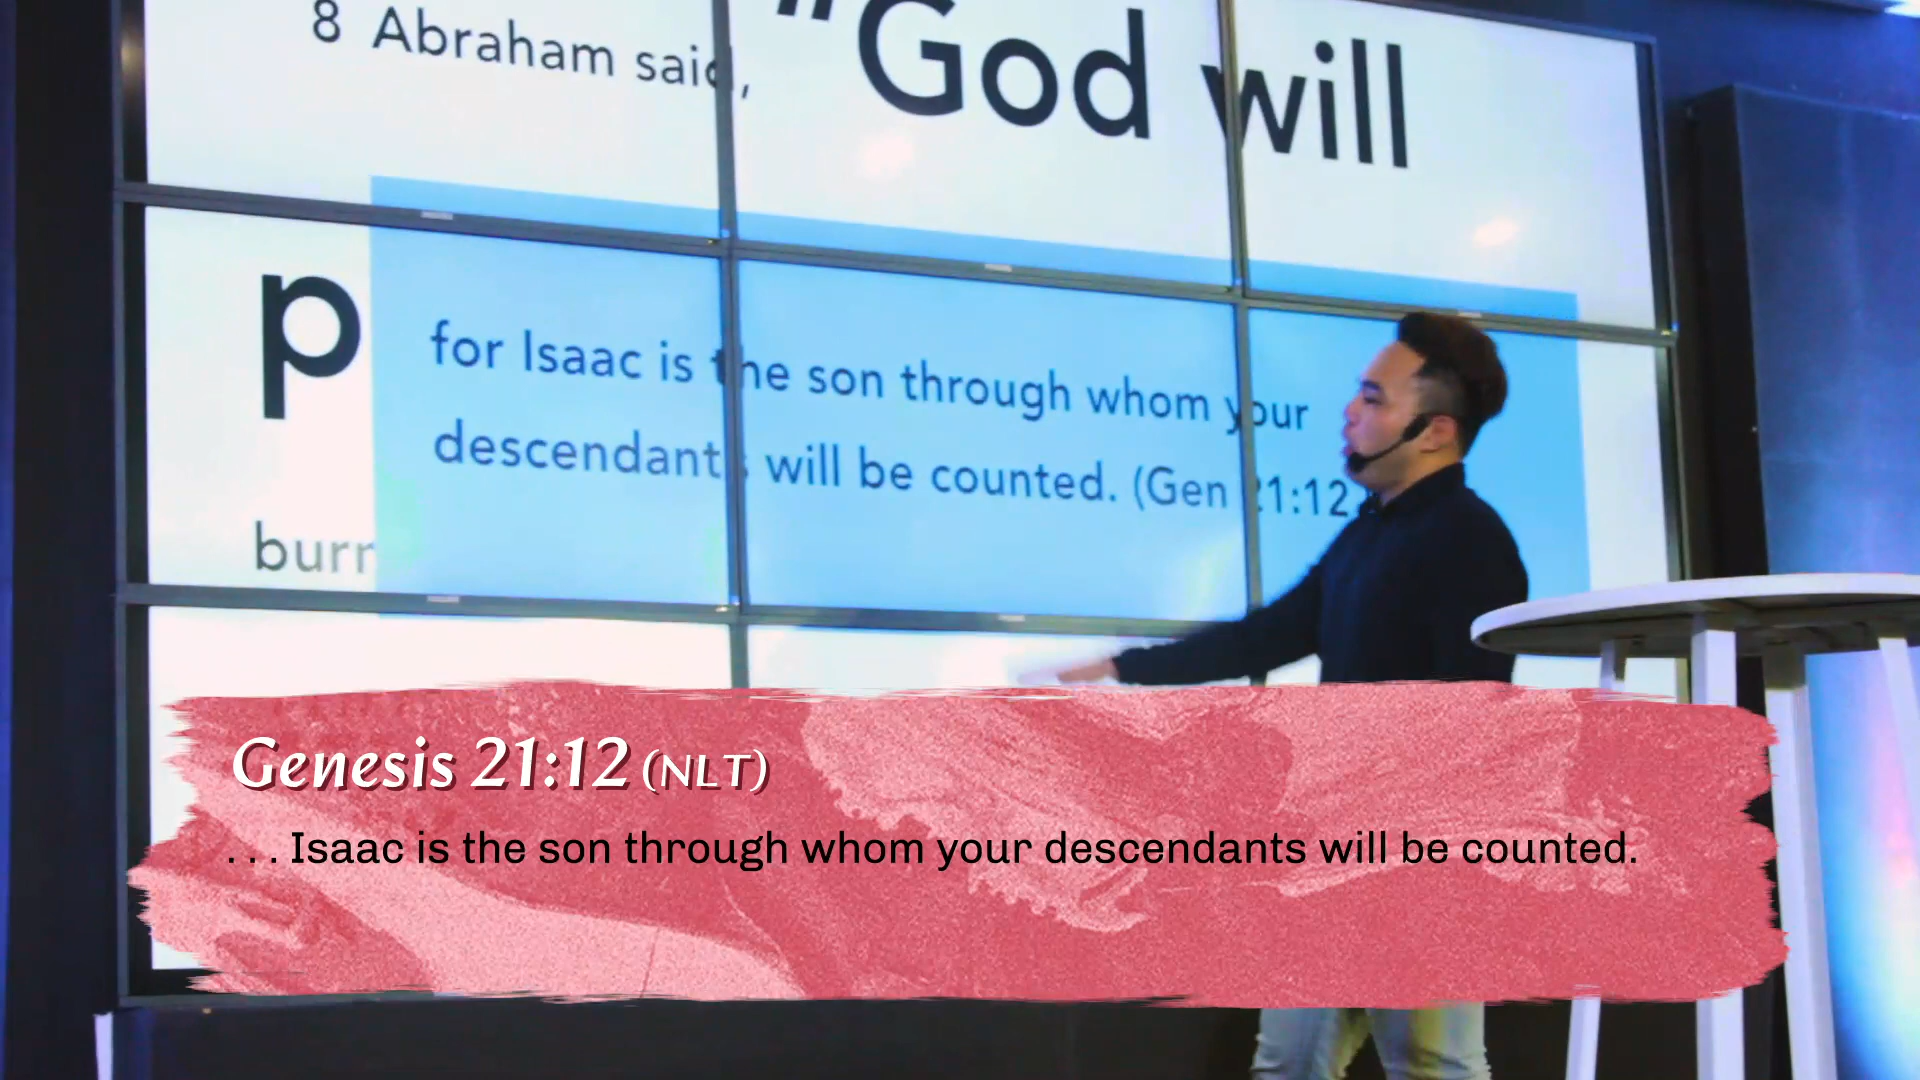 8 Abraham said, "God will
p
for Isaac is the son through whom your
descendants will be counted. (Gen 21:12
burr
Genesis 21:12 (NLT)
. . . Isaac is the son through whom your descendants will be counted.